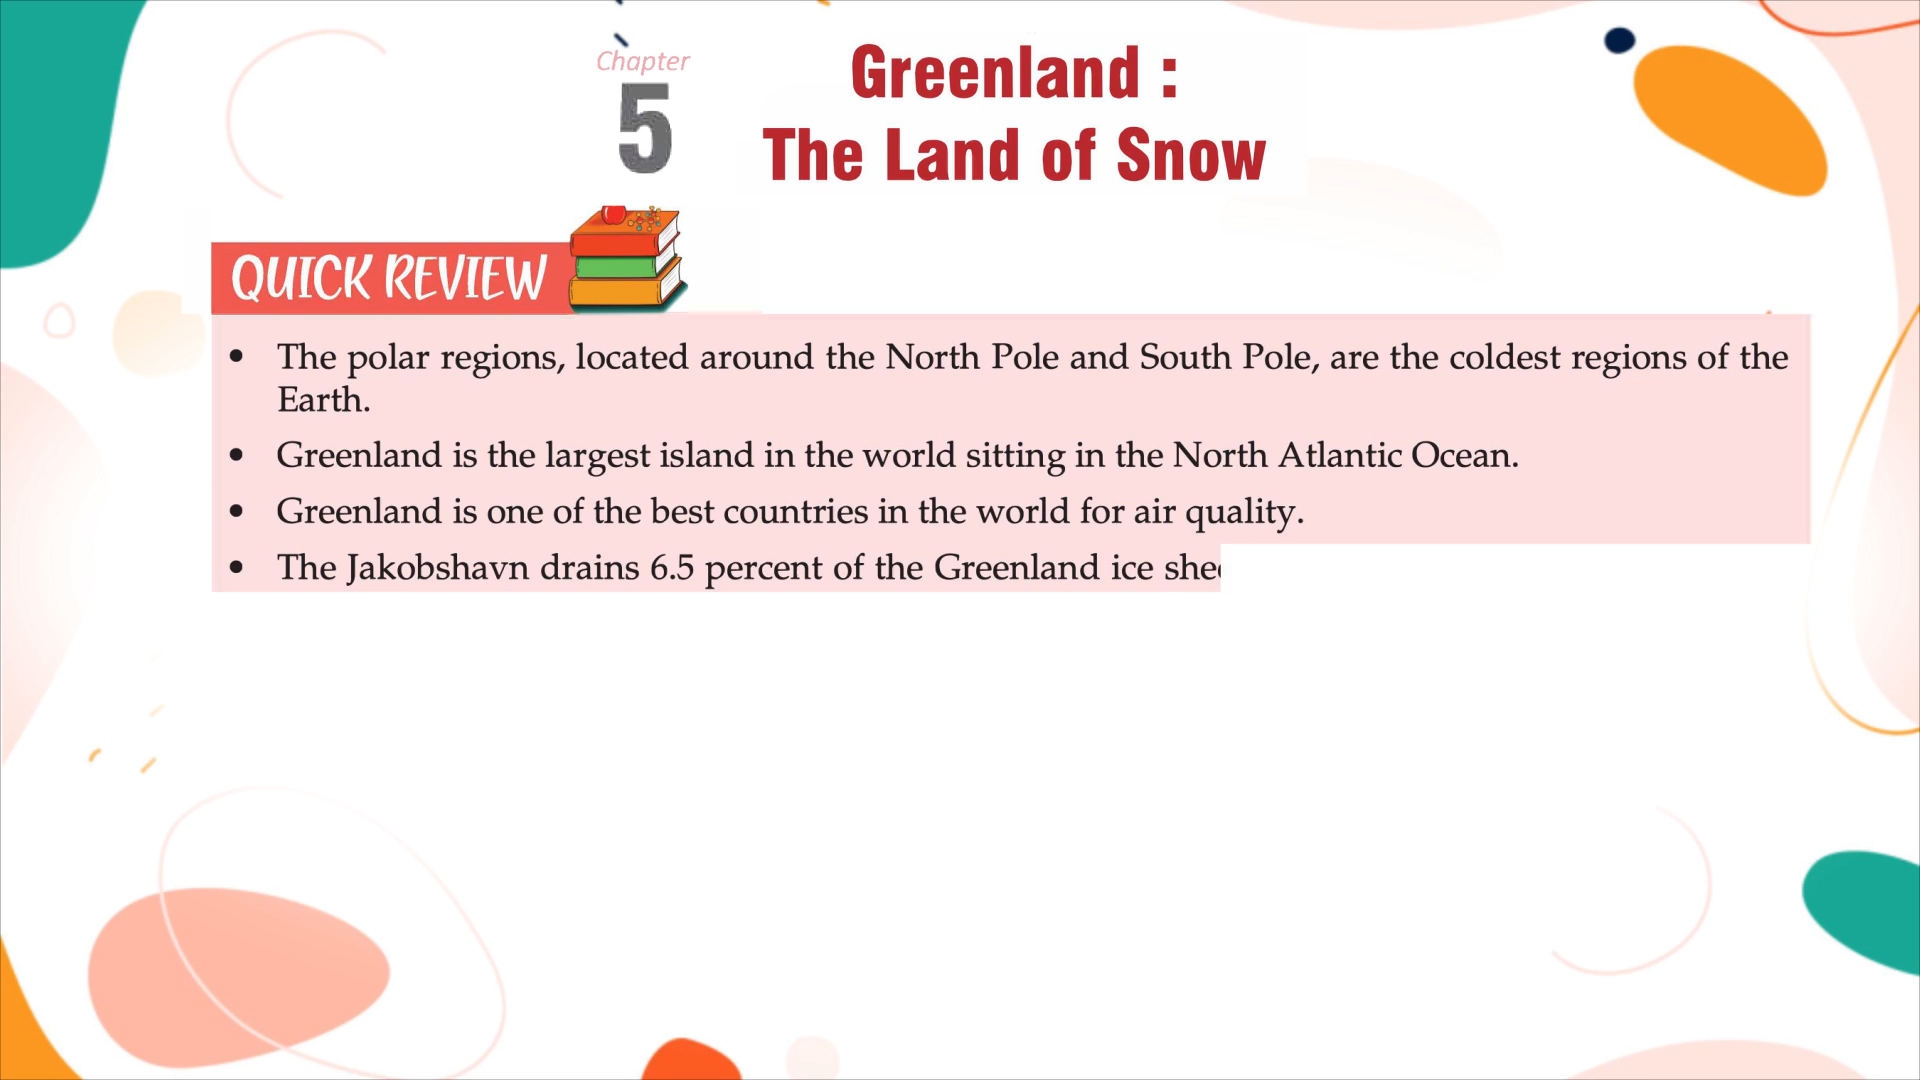 Chapter
5
Greenland :
The Land of Snow
QUICK REVIEW
• The polar regions, located around the North Pole and South Pole, are the coldest regions of the
Earth.
• Greenland is the largest island in the world sitting in the North Atlantic Ocean.
• Greenland is one of the best countries in the world for air quality.
• The Jakobshavn drains 6.5 percent of the Greenland ice